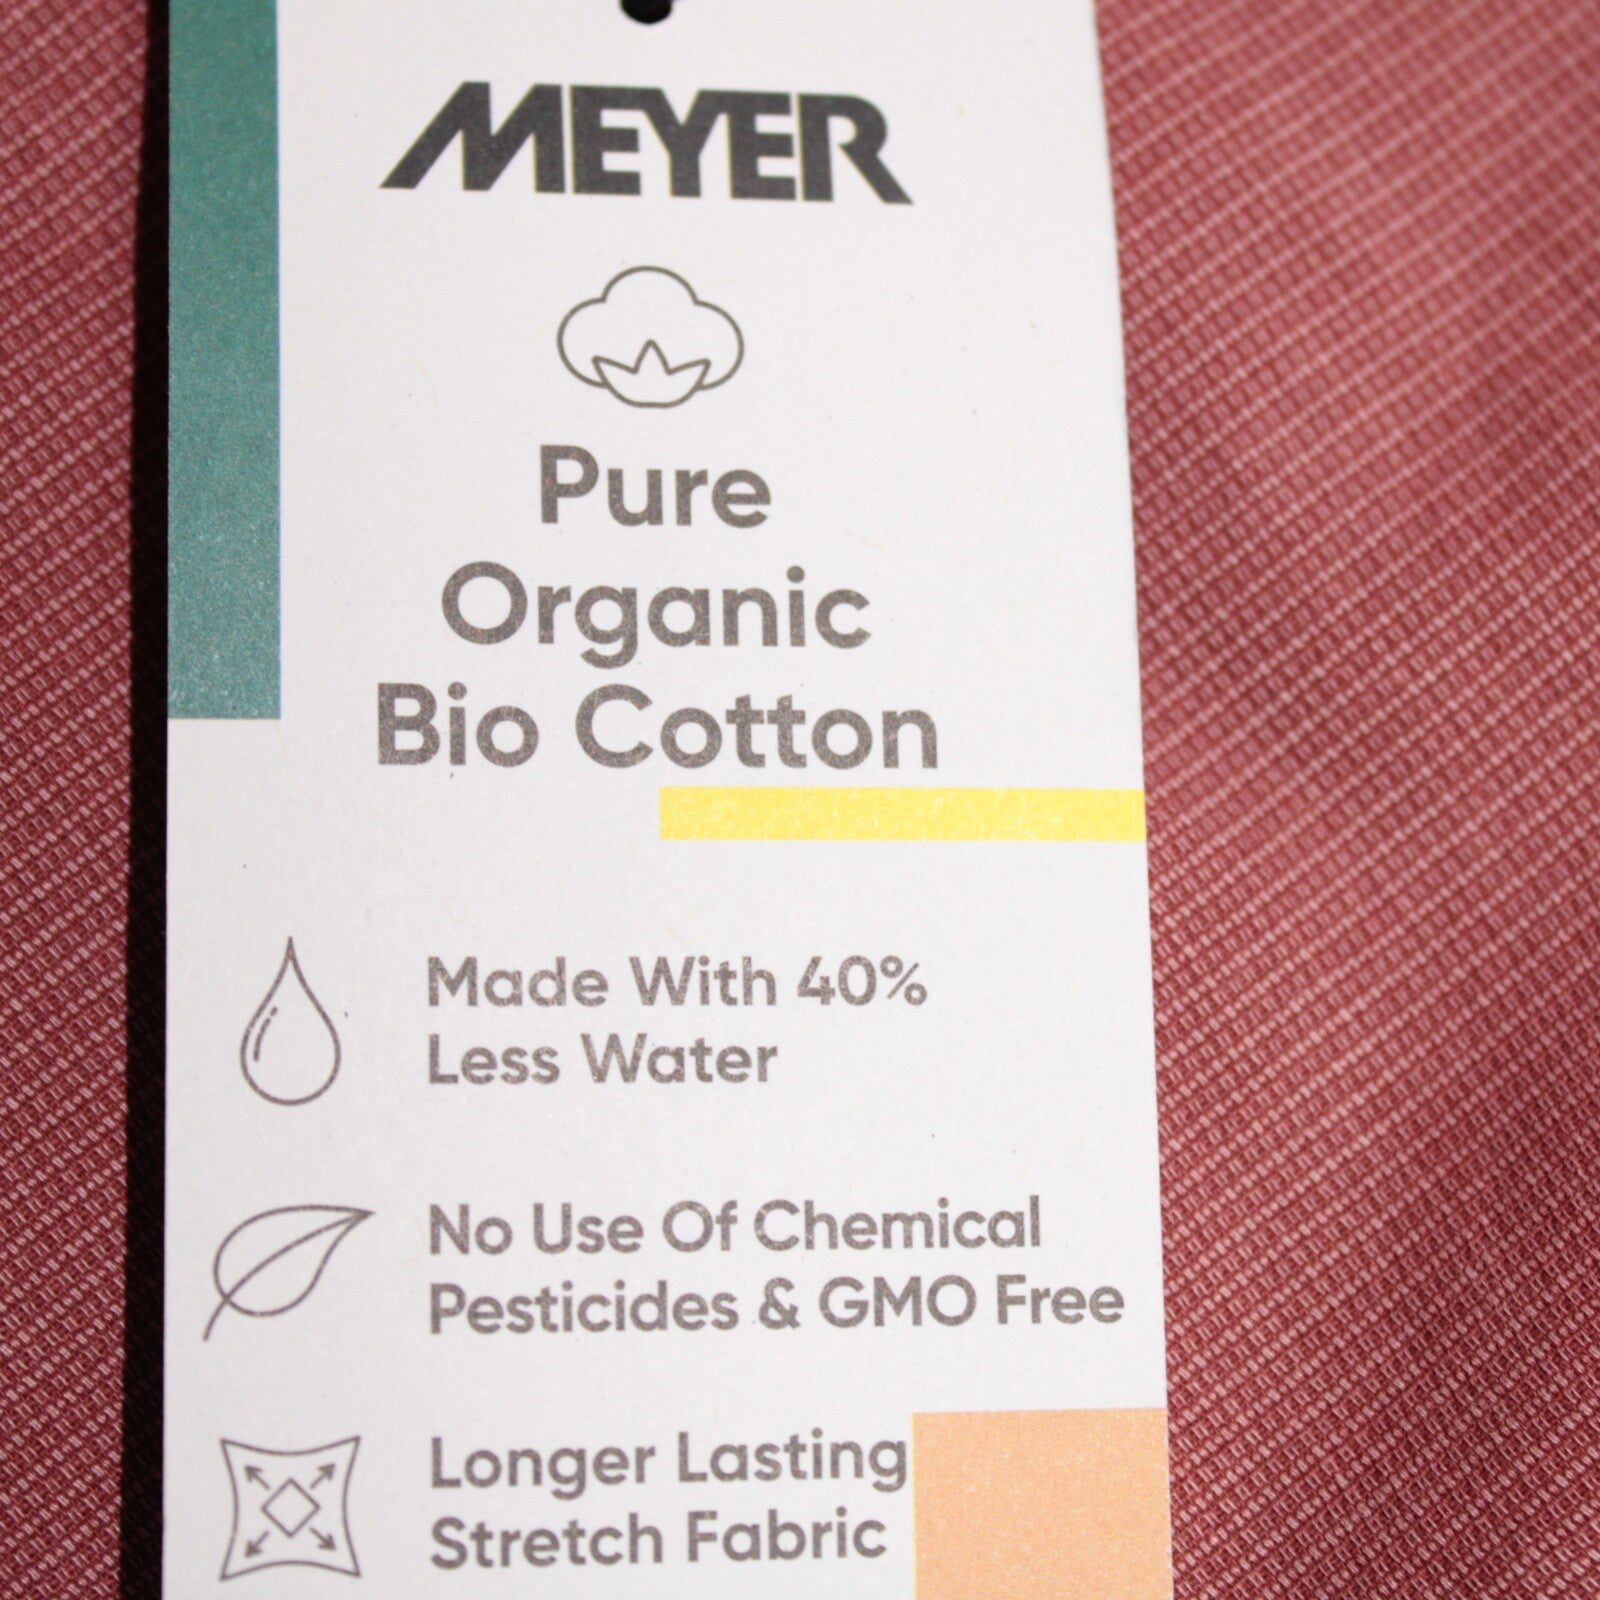 MEYER
Pure
Organic
Bio Cotton
Made With 40%
Less Water
No Use Of Chemical
Pesticides & GMO Free
Longer Lasting
Stretch Fabric